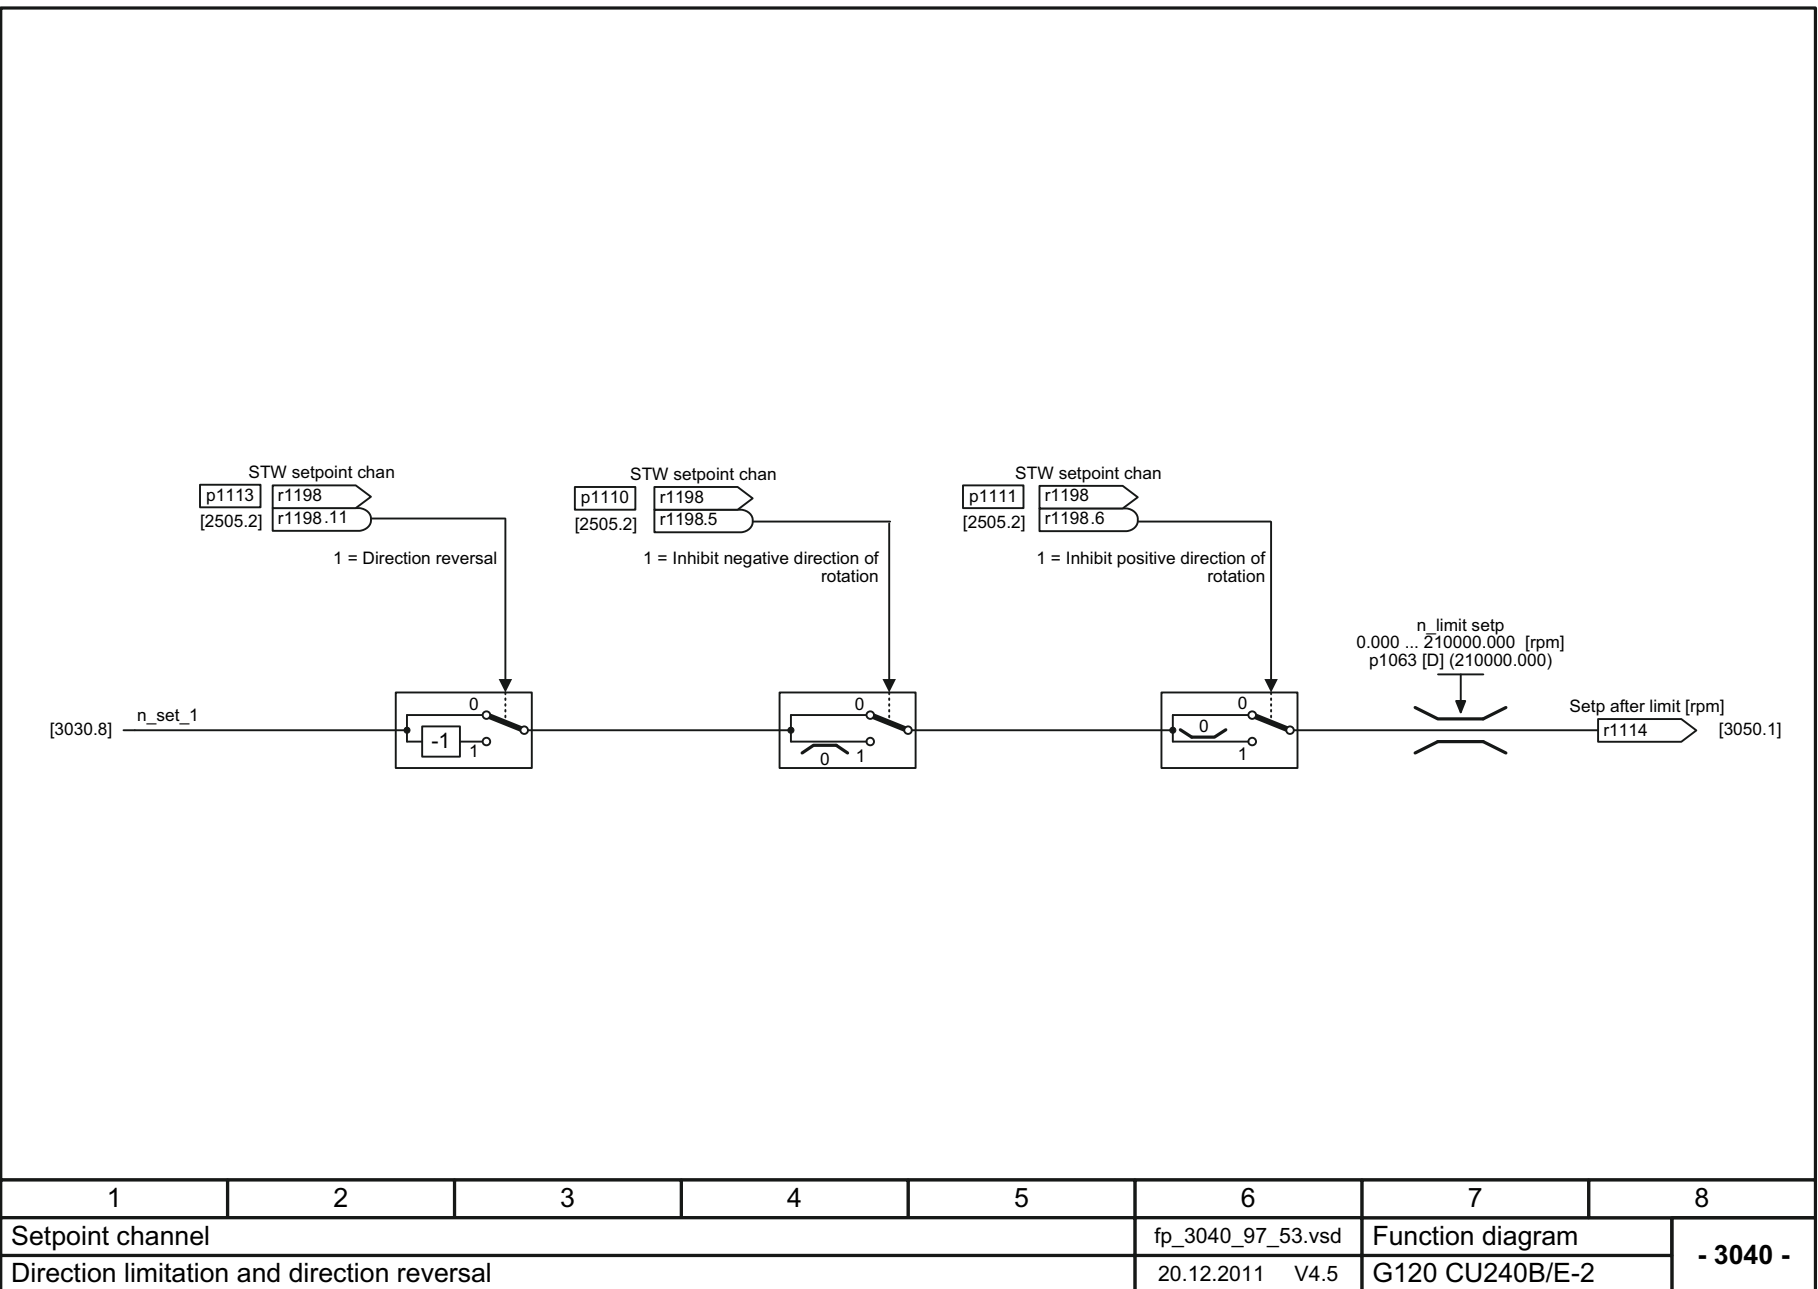 STW setpoint chan
p1113 r1198
[2505.2] r1198.11
1 = Direction reversal
STW setpoint chan
p1110 r1198
[2505.2] r1198.5
1 = Inhibit negative direction of
rotation
STW setpoint chan
p1111 r1198
[2505.2] r1198.6
1 = Inhibit positive direction of
rotation
n_limit setp
0.000 ... 210000.000 [rpm]
p1063 [D] (210000.000)
[3030.8] n_set_1
0
-1 1
0
0 1
0
0
1
Setp after limit [rpm]
r1114 [3050.1]
1 2 3 4 5 6 7 8
Setpoint channel fp_3040_97_53.vsd Function diagram
- 3040 -
Direction limitation and direction reversal 20.12.2011 V4.5 G120 CU240B/E-2